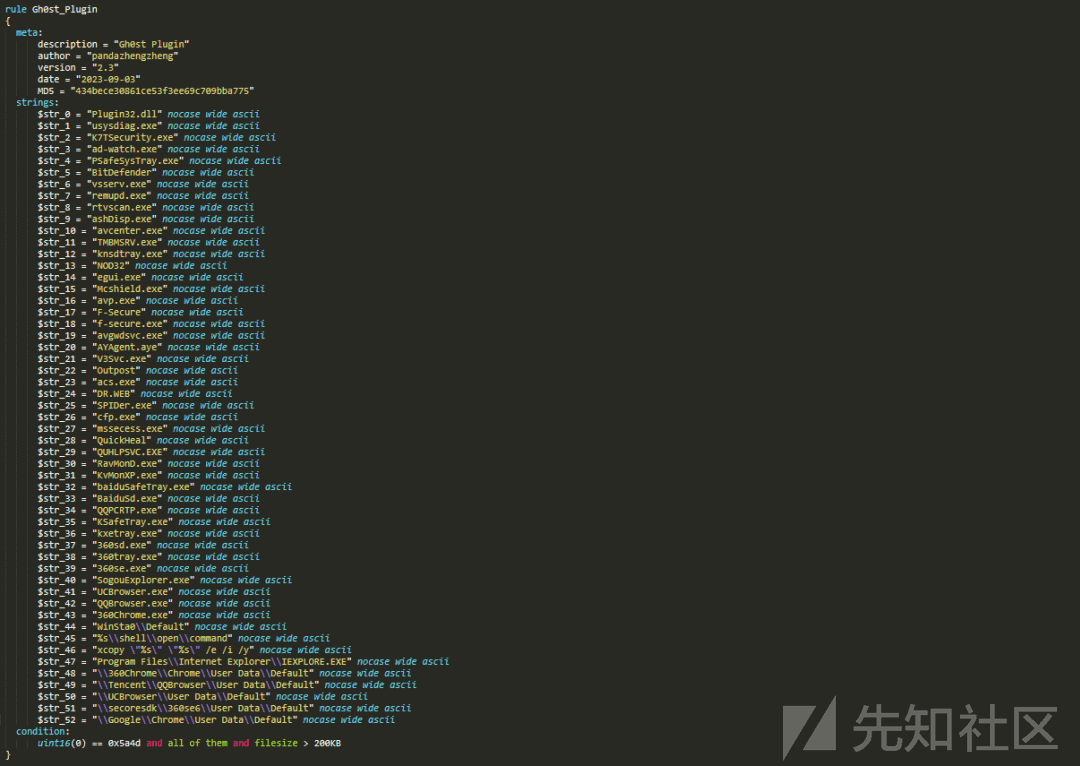 rule Gh0st_Plugin
{
meta:
description = "Gh0st Plugin"
author = "pandazhengzheng"
version = "2.3"
date = "2023-09-03"
MD5 = "434bece30861ce53f3ee69c709bba775"
strings:
$str_0 = "Plugin32.dll" nocase wide ascii
$str_1 = "usysdiag.exe" nocase wide ascii
$str_2 = "K7TSecurity.exe" nocase wide ascii
$str_3 = "ad-watch.exe" nocase wide ascii
$str_4 = "PSafeSysTray.exe" nocase wide ascii
$str_5 = "BitDefender" nocase wide ascii
$str_6 = "vsserv.exe" nocase wide ascii
$str_7 = "remupd.exe" nocase wide ascii
$str_8 = "rtvscan.exe" nocase wide ascii
$str_9 = "ashDisp.exe" nocase wide ascii
$str_10 = "avcenter.exe" nocase wide ascii
$str_11 = "TMBMSRV.exe" nocase wide ascii
$str_12 = "knsdtray.exe" nocase wide ascii
$str_13 = "NOD32" nocase wide ascii
$str_14 = "egui.exe" nocase wide ascii
$str_15 = "Mcshield.exe" nocase wide ascii
$str_16 = "avp.exe" nocase wide ascii
$str_17 = "F-Secure" nocase wide ascii
$str_18 = "f-secure.exe" nocase wide ascii
$str_19 = "avgwdsvc.exe" nocase wide ascii
$str_20 = "AYAgent.aye" nocase wide ascii
$str_21 = "V3Svc.exe" nocase wide ascii
$str_22 = "Outpost" nocase wide ascii
$str_23 = "acs.exe" nocase wide ascii
$str_24 = "DR.WEB" nocase wide ascii
$str_25 = "SPIDer.exe" nocase wide ascii
$str_26 = "cfp.exe" nocase wide ascii
$str_27 = "mssecess.exe" nocase wide ascii
$str_28 = "QuickHeal" nocase wide ascii
$str_29 = "QUHLPSVC.EXE" nocase wide ascii
$str_30 = "RavMonD.exe" nocase wide ascii
$str_31 = "KvMonXP.exe" nocase wide ascii
$str_32 = "baiduSafeTray.exe" nocase wide ascii
$str_33 = "BaiduSd.exe" nocase wide ascii
$str_34 = "QQPCRTP.exe" nocase wide ascii
$str_35 = "KSafeTray.exe" nocase wide ascii
$str_36 = "kxetray.exe" nocase wide ascii
$str_37 = "360sd.exe" nocase wide ascii
$str_38 = "360tray.exe" nocase wide ascii
$str_39 = "360se.exe" nocase wide ascii
$str_40 = "SogouExplorer.exe" nocase wide ascii
$str_41 = "UCBrowser.exe" nocase wide ascii
$str_42 = "QQBrowser.exe" nocase wide ascii
$str_43 = "360Chrome.exe" nocase wide ascii
$str_44 = "WinSta0\\Default" nocase wide ascii
$str_45 = "%s\\shell\\open\\command" nocase wide ascii
$str_46 = "xcopy \"%s\" \"%s\" /e /i /y" nocase wide ascii
$str_47 = "Program Files\\Internet Explorer\\IEXPLORE.EXE" nocase wide ascii
$str_48 = "\\360Chrome\\Chrome\\User Data\\Default" nocase wide ascii
$str_49 = "\\Tencent\\QQBrowser\\User Data\\Default" nocase wide ascii
$str_50 = "\\UCBrowser\\User Data\\Default" nocase wide ascii
$str_51 = "\\secoresdk\\360se6\\User Data\\Default" nocase wide ascii
$str_52 = "\\Google\\Chrome\\User Data\\Default" nocase wide ascii
condition:
uint16(0) == 0x5a4d and all of them and filesize > 200KB
}
先知社区